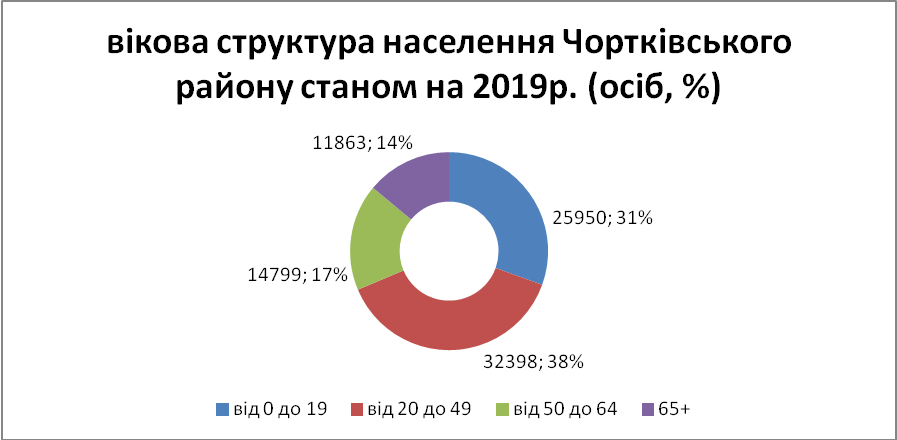 вікова структура населення Чортківського
району станом на 2019р. (осіб, %)
11863; 14%
25950; 31%
14799; 17%
32398; 38%
від 0 до 19 від 20 до 49 від 50 до 64 65+